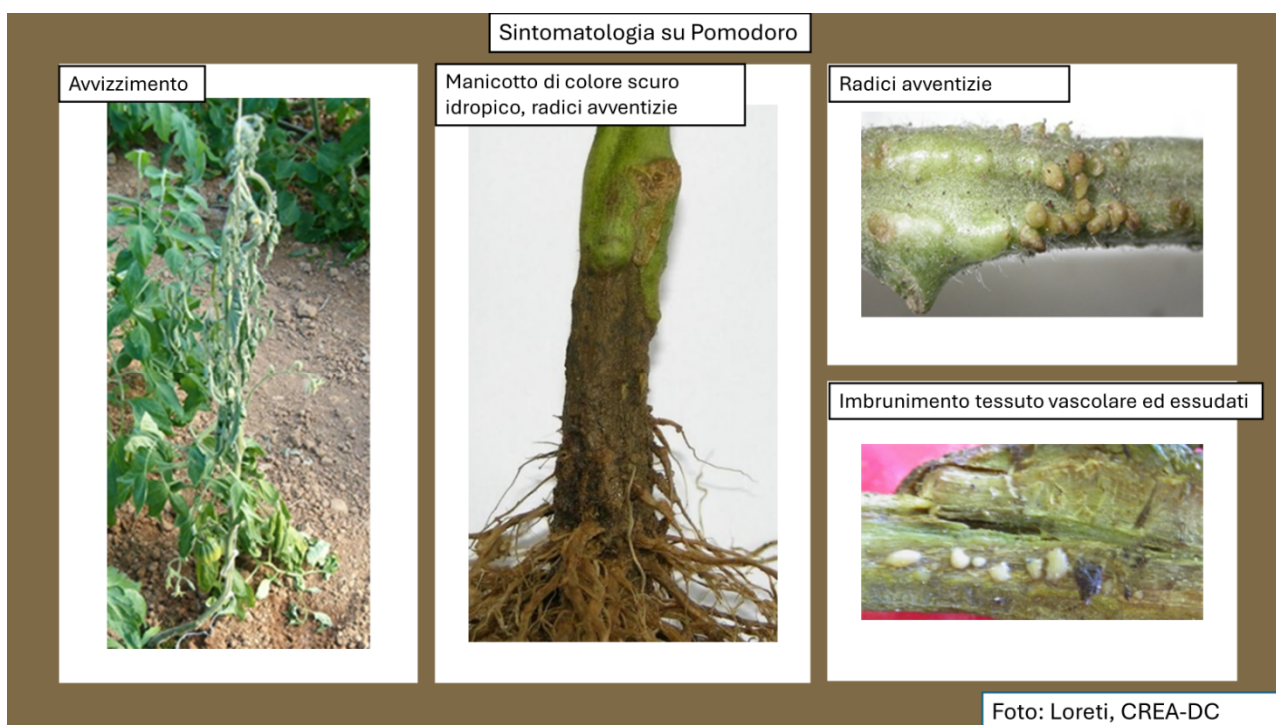 Sintomatologia su Pomodoro
Avvizzimento
Manicotto di colore scuro
idropico, radici avventizie
Radici avventizie
Imbrunimento tessuto vascolare ed essudati
Foto: Loreti, CREA-DC